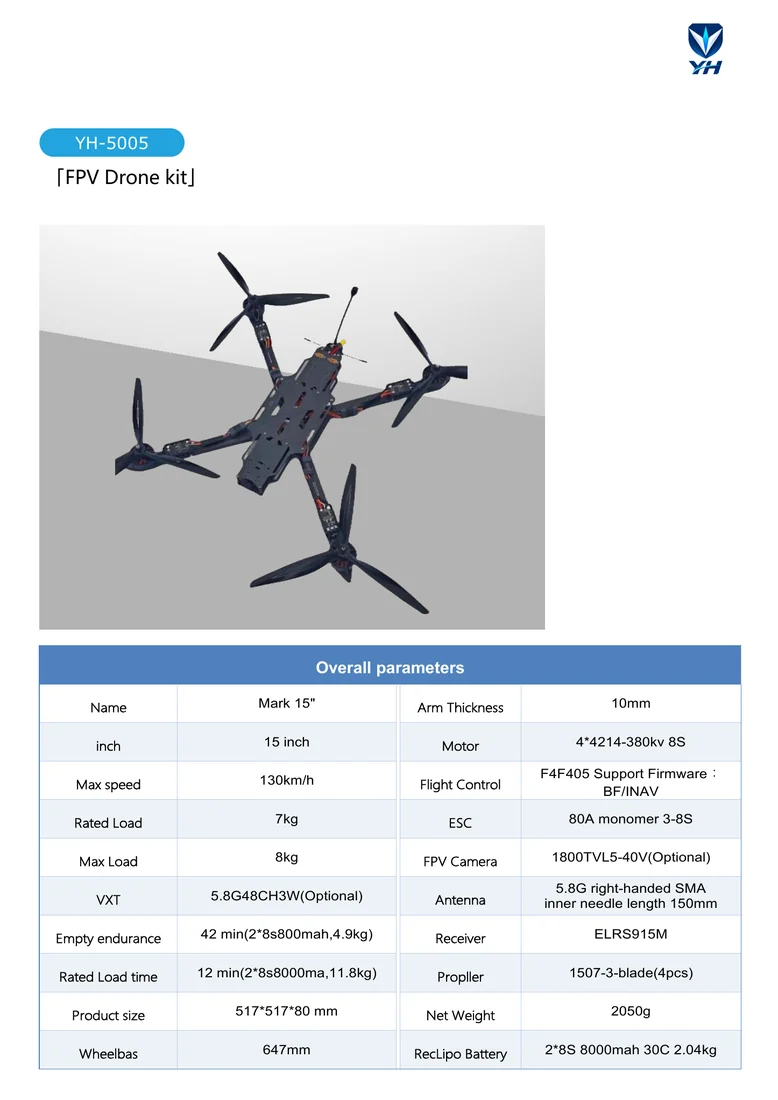 YH
YH-5005
｢FPV Drone kit｣
Overall parameters
Name
Mark 15"
Arm Thickness
10mm
inch
15 inch
Motor
4*4214-380kv 8S
Max speed
130km/h
Flight Control
F4F405 Support Firmware：
BF/INAV
Rated Load
7kg
ESC
80A monomer 3-8S
Max Load
8kg
FPV Camera
1800TVL5-40V(Optional)
VXT
5.8G48CH3W(Optional)
Antenna
5.8G right-handed SMA
inner needle length 150mm
Empty endurance
42 min(2*8s800mah,4.9kg)
Receiver
ELRS915M
Rated Load time
12 min(2*8s8000ma,11.8kg)
Propller
1507-3-blade(4pcs)
Product size
517*517*80 mm
Net Weight
2050g
Wheelbas
647mm
RecLipo Battery
2*8S 8000mah 30C 2.04kg